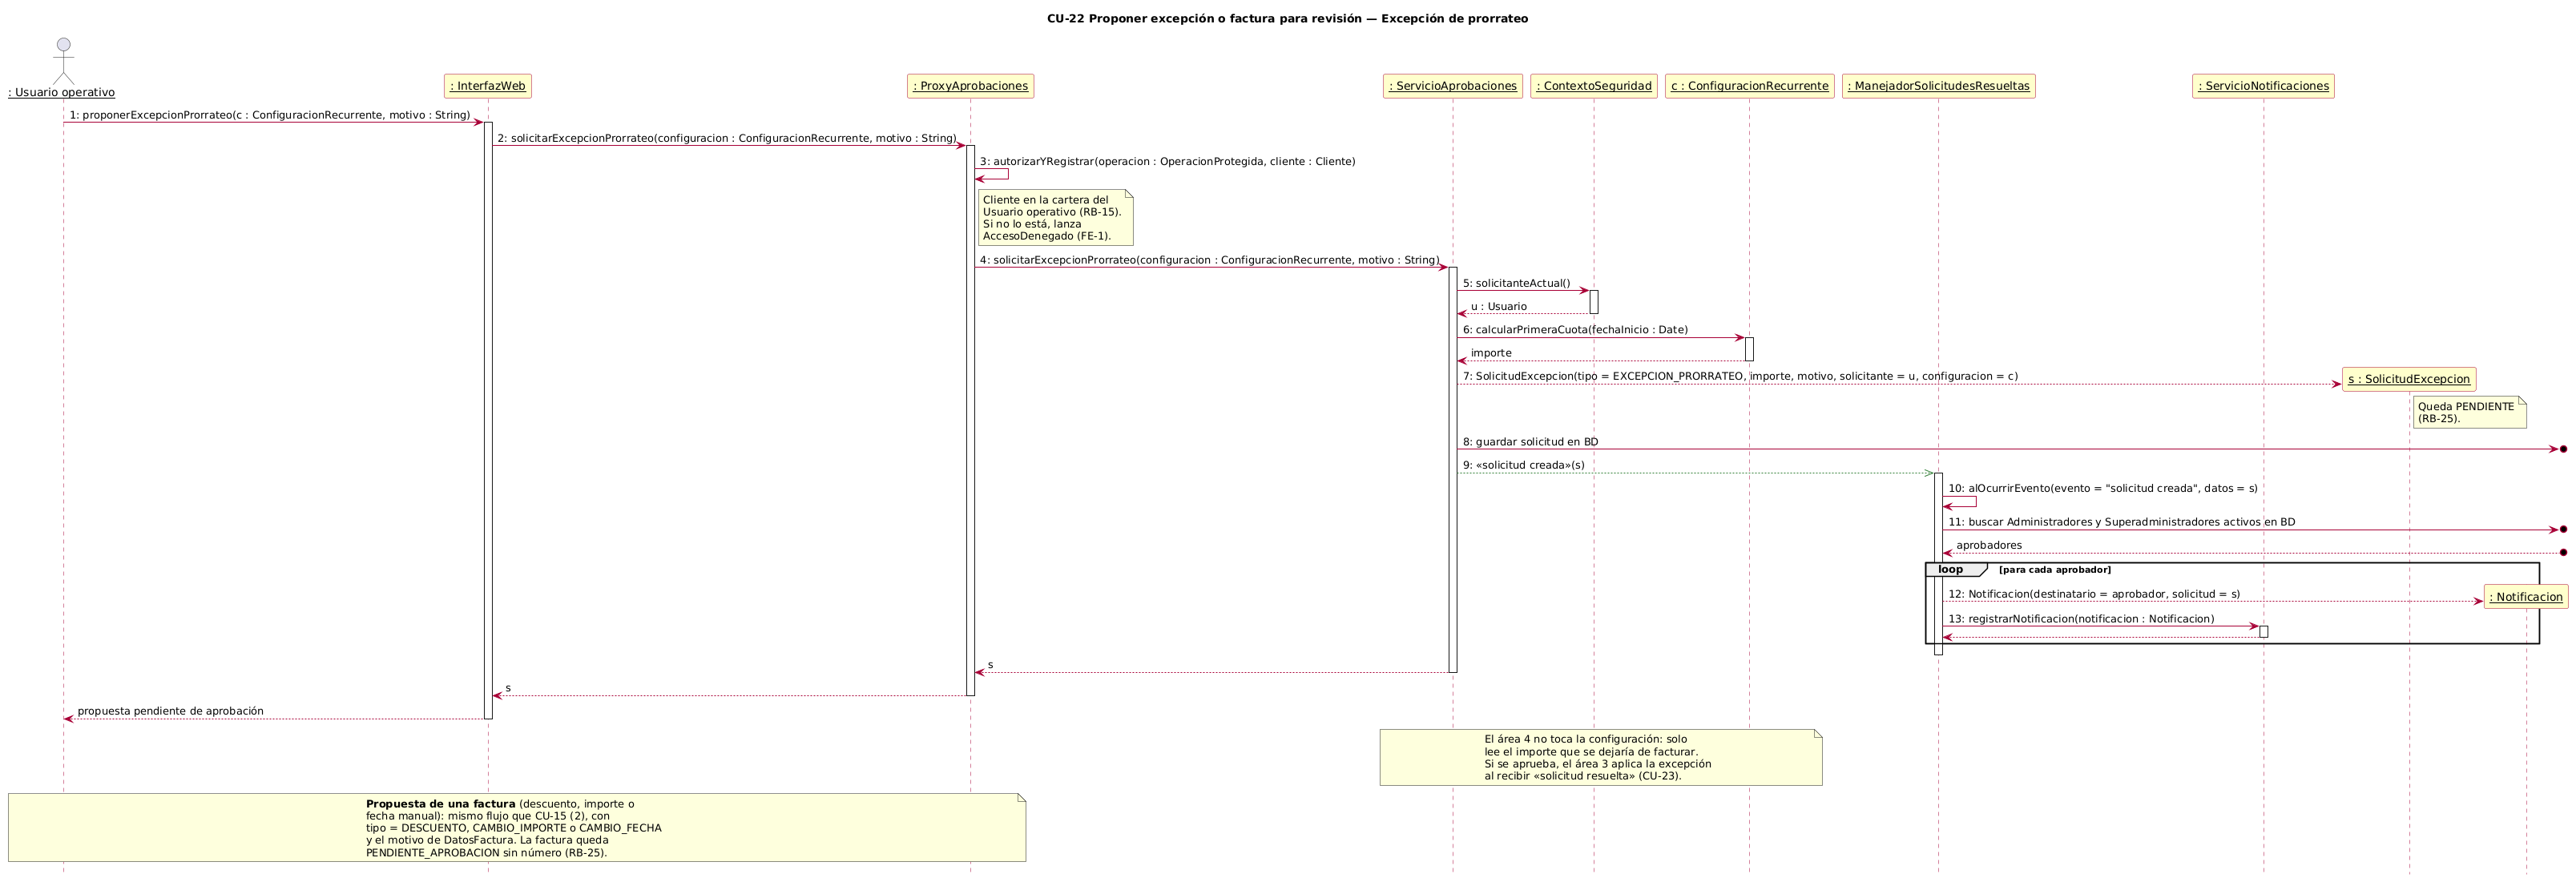 CU-22 Proponer excepción o factura para revisión — Excepción de prorrateo
: Usuario operativo
: InterfazWeb
: ProxyAprobaciones
: ServicioAprobaciones
: ContextoSeguridad
c : ConfiguracionRecurrente
: ManejadorSolicitudesResueltas
: ServicioNotificaciones
1: proponerExcepcionProrrateo(c : ConfiguracionRecurrente, motivo : String)
2: solicitarExcepcionProrrateo(configuracion : ConfiguracionRecurrente, motivo : String)
3: autorizarYRegistrar(operacion : OperacionProtegida, cliente : Cliente)
Cliente en la cartera del
Usuario operativo (RB-15).
Si no lo está, lanza
AccesoDenegado (FE-1).
4: solicitarExcepcionProrrateo(configuracion : ConfiguracionRecurrente, motivo : String)
5: solicitanteActual()
u : Usuario
6: calcularPrimeraCuota(fechaInicio : Date)
importe
7: SolicitudExcepcion(tipo = EXCEPCION_PRORRATEO, importe, motivo, solicitante = u, configuracion = c)
s : SolicitudExcepcion
Queda PENDIENTE
(RB-25).
8: guardar solicitud en BD
9: «solicitud creada»(s)
10: alOcurrirEvento(evento = "solicitud creada", datos = s)
11: buscar Administradores y Superadministradores activos en BD
aprobadores
loop [para cada aprobador]
12: Notificacion(destinatario = aprobador, solicitud = s)
: Notificacion
13: registrarNotificacion(notificacion : Notificacion)
s
s
propuesta pendiente de aprobación
El área 4 no toca la configuración: solo
lee el importe que se dejaría de facturar.
Si se aprueba, el área 3 aplica la excepción
al recibir «solicitud resuelta» (CU-23).
Propuesta de una factura (descuento, importe o
fecha manual): mismo flujo que CU-15 (2), con
tipo = DESCUENTO, CAMBIO_IMPORTE o CAMBIO_FECHA
y el motivo de DatosFactura. La factura queda
PENDIENTE_APROBACION sin número (RB-25).